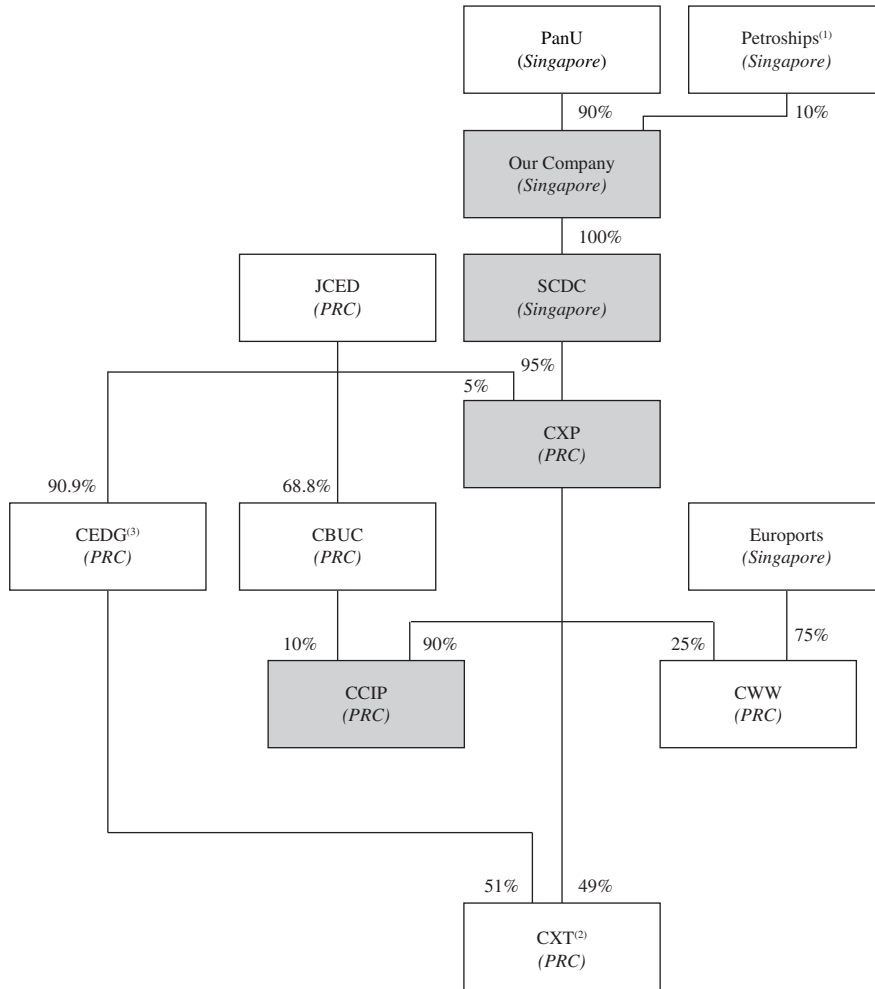 PanU
(Singapore)
Petroships(1)
(Singapore)
90%
10%
Our Company
(Singapore)
100%
JCED
(PRC)
SCDC
(Singapore)
95%
5%
CXP
(PRC)
90.9%
68.8%
CEDG(3)
(PRC)
CBUC
(PRC)
Euroports
(Singapore)
10%
90%
25%
75%
CCIP
(PRC)
CWW
(PRC)
51%
49%
CXT(2)
(PRC)